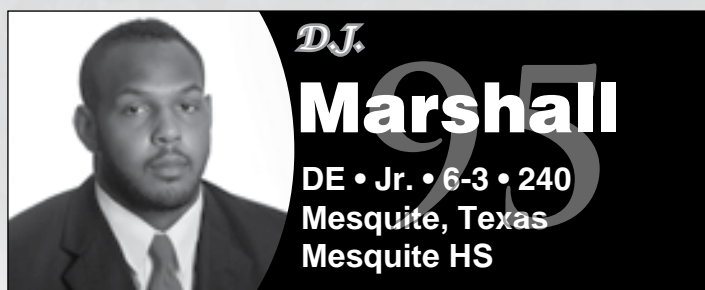 D.J.
95
Marshall
DE • Jr. • 6-3 • 240
Mesquite, Texas
Mesquite HS